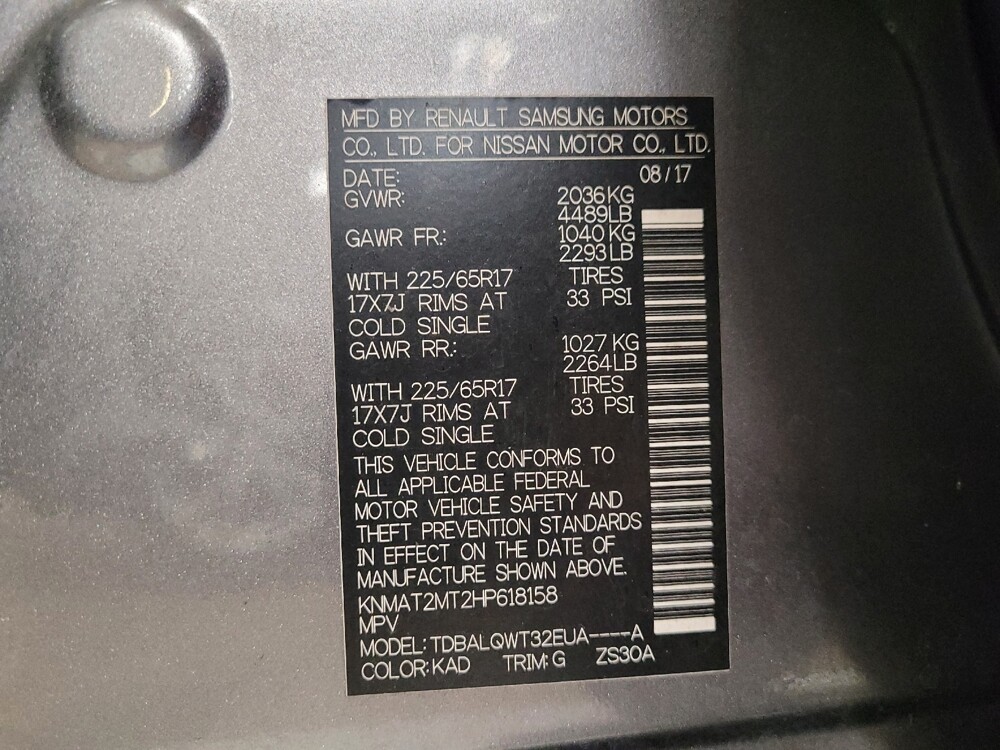 MFD BY RENAULT SAMSUNG MOTORS
CO., LTD. FOR NISSAN MOTOR CO., LTD.
DATE: 08/17
GVWR: 2036KG
4489LB
GAWR FR.: 1040KG
2293LB
WITH 225/65R17 TIRES
17X7J RIMS AT 33 PSI
COLD SINGLE
GAWR RR.: 1027KG
2264LB
WITH 225/65R17 TIRES
17X7J RIMS AT 33 PSI
COLD SINGLE
THIS VEHICLE CONFORMS TO
ALL APPLICABLE FEDERAL
MOTOR VEHICLE SAFETY AND
THEFT PREVENTION STANDARDS
IN EFFECT ON THE DATE OF
MANUFACTURE SHOWN ABOVE.
KNMAT2MT2HP618158
MPV
MODEL: TDBALQWT32EUA----A
COLOR: KAD TRIM: G ZS30A